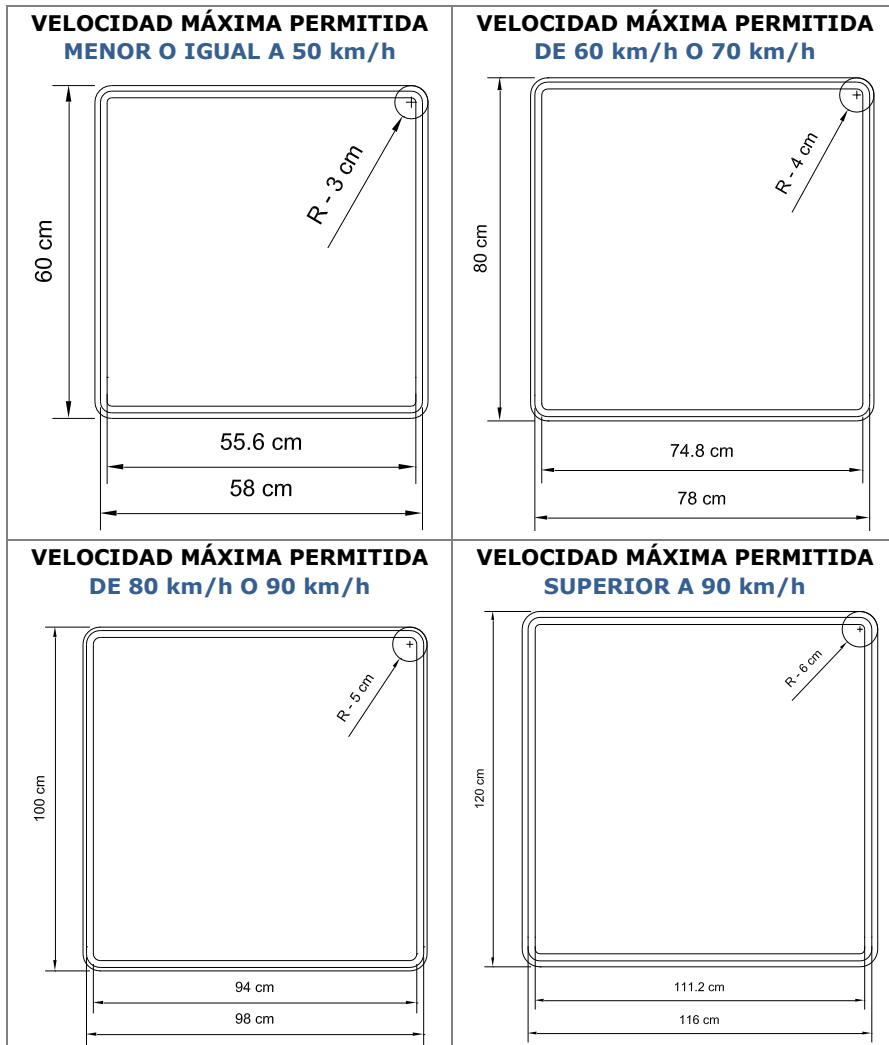 VELOCIDAD MÁXIMA PERMITIDA
MENOR O IGUAL A 50 km/h
60 cm
R - 3 cm
55.6 cm
58 cm
VELOCIDAD MÁXIMA PERMITIDA
DE 60 km/h O 70 km/h
80 cm
R - 4 cm
74.8 cm
78 cm
VELOCIDAD MÁXIMA PERMITIDA
DE 80 km/h O 90 km/h
100 cm
R - 5 cm
94 cm
98 cm
VELOCIDAD MÁXIMA PERMITIDA
SUPERIOR A 90 km/h
120 cm
R - 6 cm
111.2 cm
116 cm